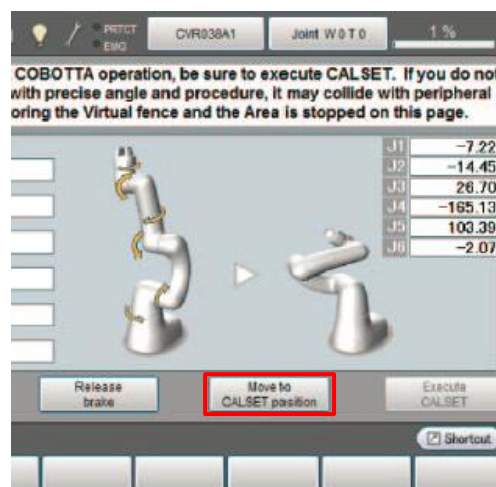 PRTCT
EMG
CVR038A1
Joint W 0 T 0
1 %
COBOTTA operation, be sure to execute CALSET. If you do not
with precise angle and procedure, it may collide with peripheral
oring the Virtual fence and the Area is stopped on this page.
J1 -7.22
J2 -14.45
J3 26.70
J4 -165.13
J5 103.39
J6 -2.07
Release
brake
Move to
CALSET position
Execute
CALSET
Shortcut